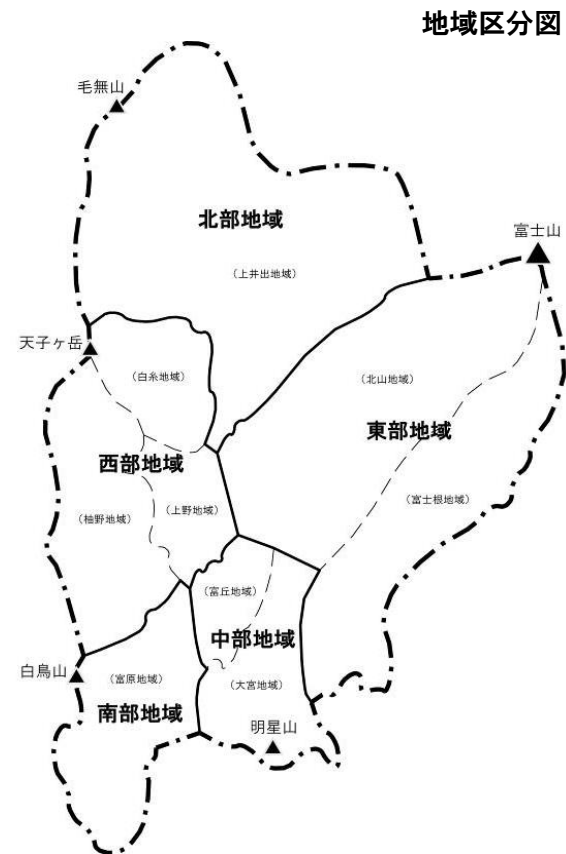 地域区分図
毛無山
北部地域
富士山
（上井出地域）
天子ヶ岳
（白糸地域）
（北山地域）
東部地域
西部地域
（富士根地域）
（上野地域）
（柚野地域）
（富丘地域）
中部地域
白鳥山
（富原地域）
（大宮地域）
南部地域
明星山